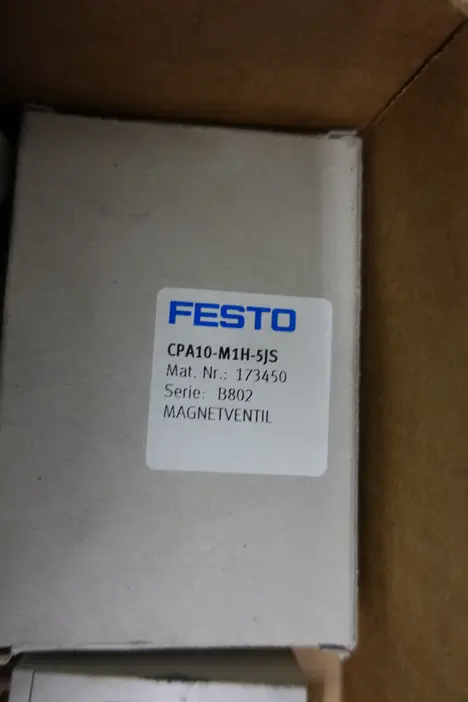 FESTO
CPA10-M1H-5JS
Mat. Nr.: 173450
Serie: B802
MAGNETVENTIL